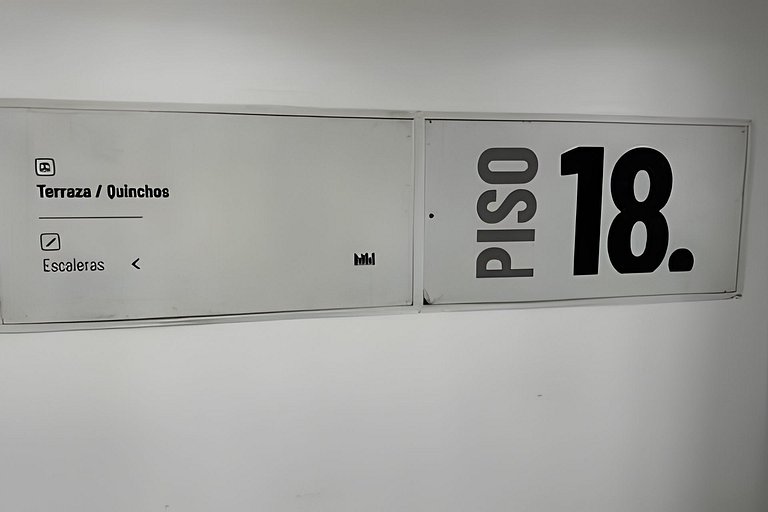 Terraza / Quinchos
Escaleras <
PISO
18.